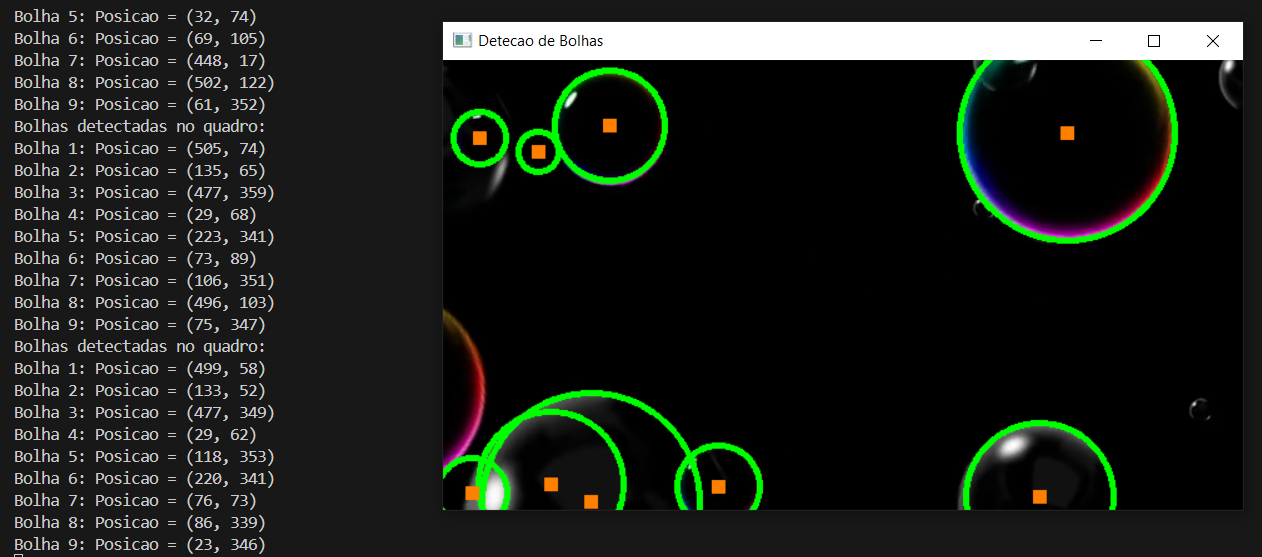 Bolha 5: Posicao = (32, 74)
Bolha 6: Posicao = (69, 105)
Bolha 7: Posicao = (448, 17)
Bolha 8: Posicao = (502, 122)
Bolha 9: Posicao = (61, 352)
Bolhas detectadas no quadro:
Bolha 1: Posicao = (505, 74)
Bolha 2: Posicao = (135, 65)
Bolha 3: Posicao = (477, 359)
Bolha 4: Posicao = (29, 68)
Bolha 5: Posicao = (223, 341)
Bolha 6: Posicao = (73, 89)
Bolha 7: Posicao = (106, 351)
Bolha 8: Posicao = (496, 103)
Bolha 9: Posicao = (75, 347)
Bolhas detectadas no quadro:
Bolha 1: Posicao = (499, 58)
Bolha 2: Posicao = (133, 52)
Bolha 3: Posicao = (477, 349)
Bolha 4: Posicao = (29, 62)
Bolha 5: Posicao = (118, 353)
Bolha 6: Posicao = (220, 341)
Bolha 7: Posicao = (76, 73)
Bolha 8: Posicao = (86, 339)
Bolha 9: Posicao = (23, 346)
Detecao de Bolhas